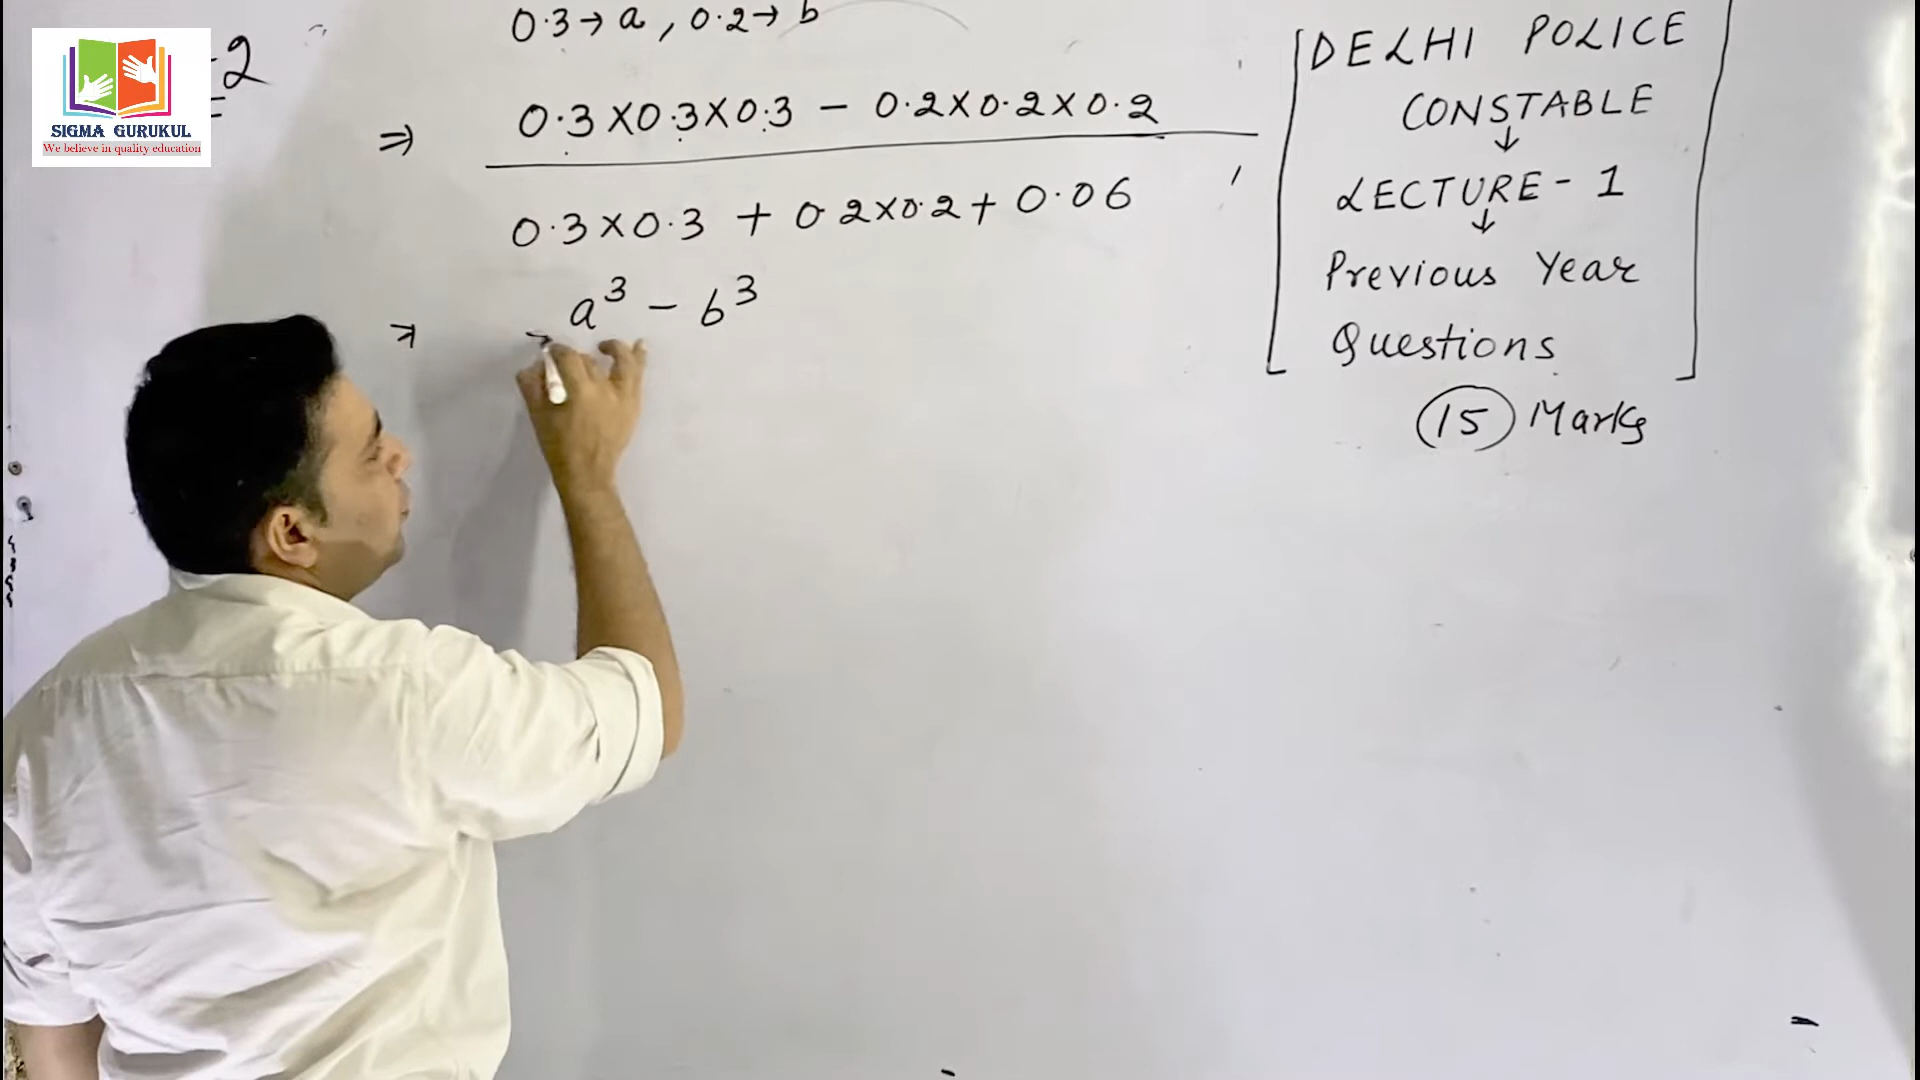 0.3→a, 0.2→b
-2
SIGMA GURUKUL
We believe in quality education
⇒ 0.3×0.3×0.3 - 0.2×0.2×0.2
0.3×0.3 + 0.2×0.2+ 0.06
⇒ a³ - b³
DELHI POLICE
CONSTABLE
↓
LECTURE - 1
↓
Previous Year
Questions
15 Marks